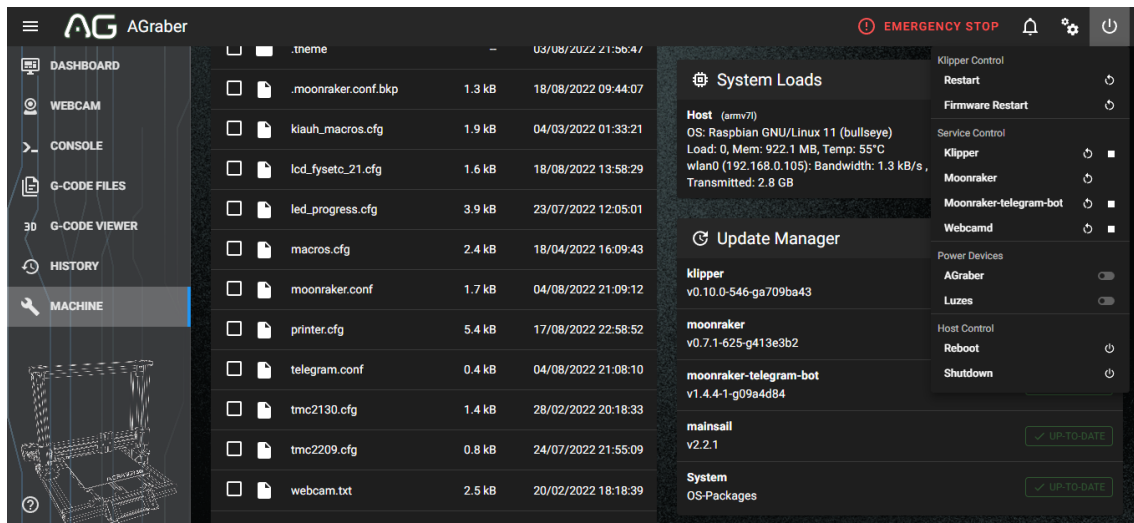 AG AGraber
EMERGENCY STOP
DASHBOARD
WEBCAM
CONSOLE
G-CODE FILES
3D G-CODE VIEWER
HISTORY
MACHINE
.theme -- 03/08/2022 21:56:47
.moonraker.conf.bkp 1.3 kB 18/08/2022 09:44:07
kiauh_macros.cfg 1.9 kB 04/03/2022 01:33:21
lcd_fysetc_21.cfg 1.6 kB 18/08/2022 13:58:29
led_progress.cfg 3.9 kB 23/07/2022 12:05:01
macros.cfg 2.4 kB 18/04/2022 16:09:43
moonraker.conf 1.7 kB 04/08/2022 21:09:12
printer.cfg 5.4 kB 17/08/2022 22:58:52
telegram.conf 0.4 kB 04/08/2022 21:08:10
tmc2130.cfg 1.4 kB 28/02/2022 20:18:33
tmc2209.cfg 0.8 kB 24/07/2022 21:55:09
webcam.txt 2.5 kB 20/02/2022 18:18:39
System Loads
Host (armv7l)
OS: Raspbian GNU/Linux 11 (bullseye)
Load: 0, Mem: 922.1 MB, Temp: 55°C
wlan0 (192.168.0.105): Bandwidth: 1.3 kB/s ,
Transmitted: 2.8 GB
Update Manager
klipper
v0.10.0-546-ga709ba43
moonraker
v0.7.1-625-g413e3b2
moonraker-telegram-bot
v1.4.4-1-g09a4d84
mainsail
v2.2.1
UP-TO-DATE
System
OS-Packages
UP-TO-DATE
Klipper Control
Restart
Firmware Restart
Service Control
Klipper
Moonraker
Moonraker-telegram-bot
Webcamd
Power Devices
AGraber
Luzes
Host Control
Reboot
Shutdown